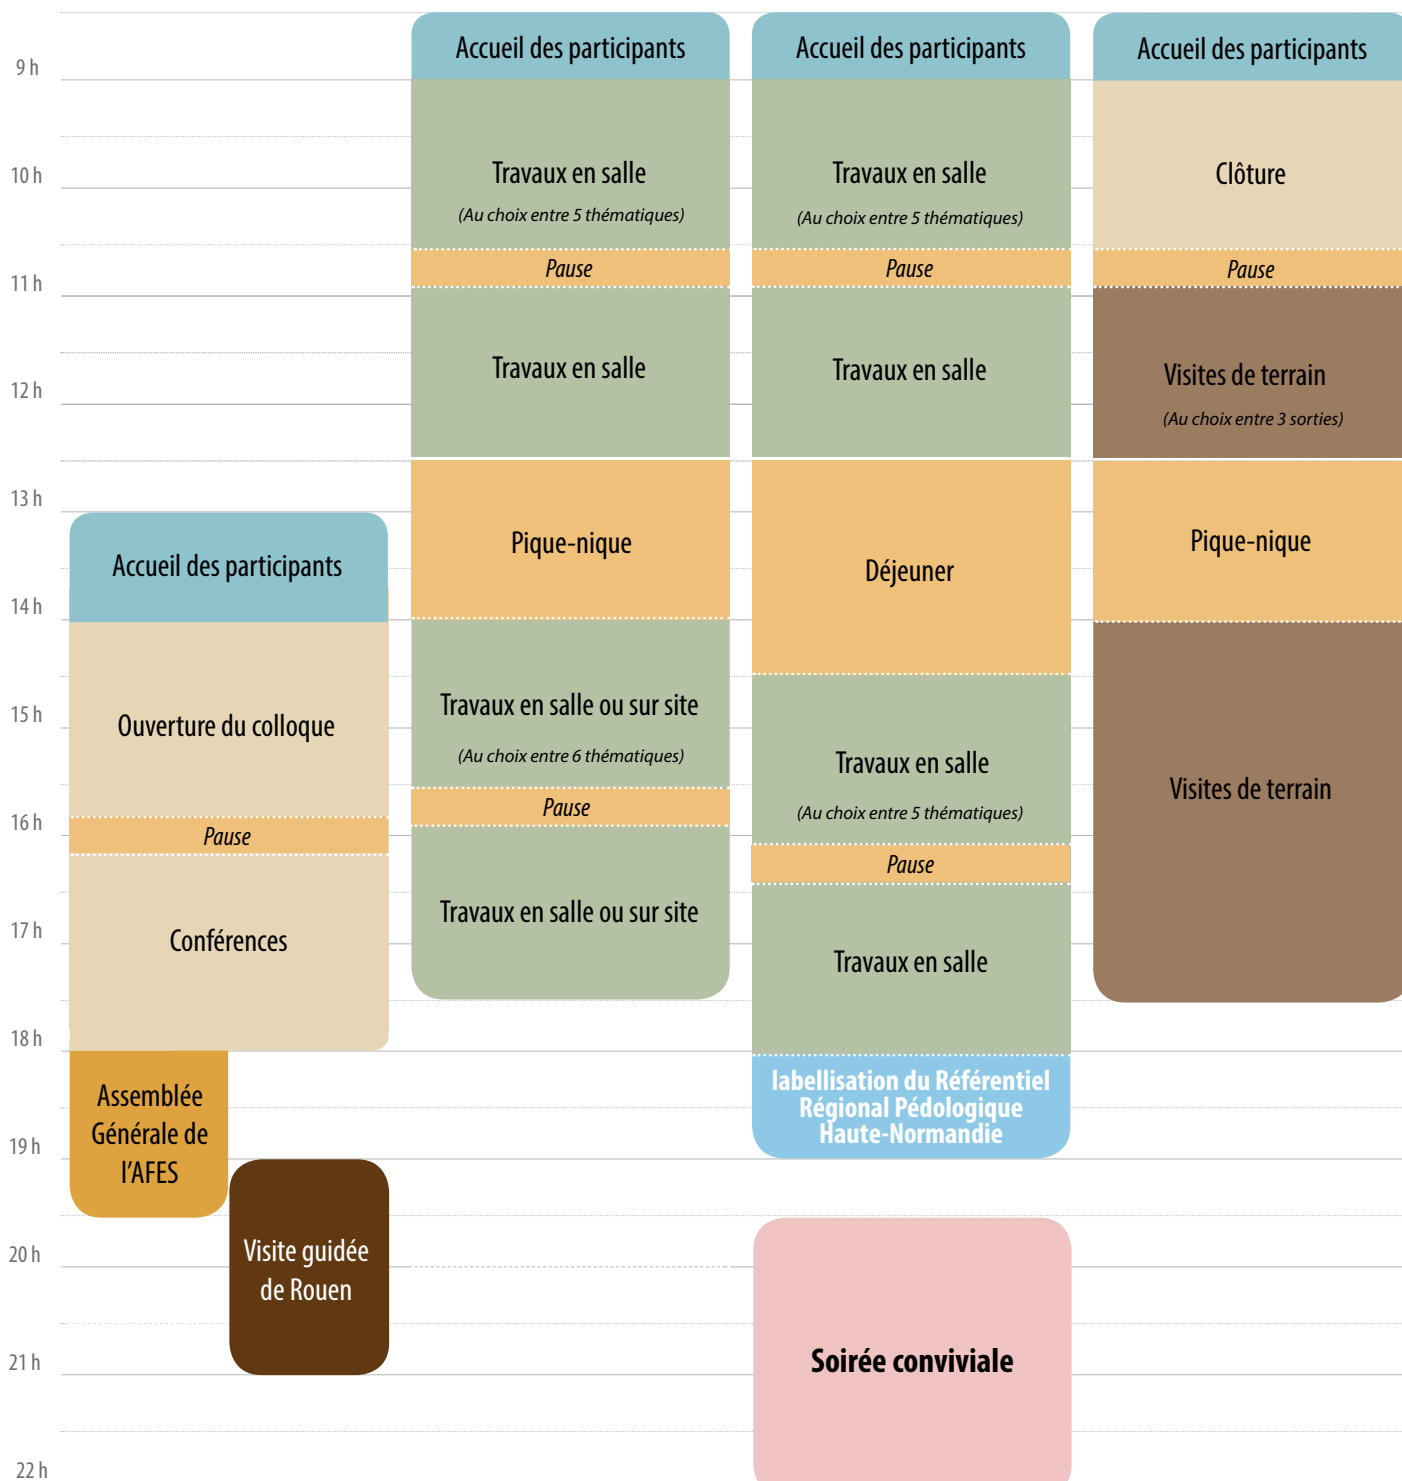 9 h
10 h
11 h
12 h
13 h
14 h
15 h
16 h
17 h
18 h
19 h
20 h
21 h
22 h
Accueil des participants
Ouverture du colloque
Pause
Conférences
Assemblée
Générale de
l'AFES
Visite guidée
de Rouen
Accueil des participants
Travaux en salle
(Au choix entre 5 thématiques)
Pause
Travaux en salle
Pique-nique
Travaux en salle ou sur site
(Au choix entre 6 thématiques)
Pause
Travaux en salle ou sur site
Accueil des participants
Travaux en salle
(Au choix entre 5 thématiques)
Pause
Travaux en salle
Déjeuner
Travaux en salle
(Au choix entre 5 thématiques)
Pause
Travaux en salle
labellisation du Référentiel
Régional Pédologique
Haute-Normandie
Soirée conviviale
Accueil des participants
Clôture
Pause
Visites de terrain
(Au choix entre 3 sorties)
Pique-nique
Visites de terrain